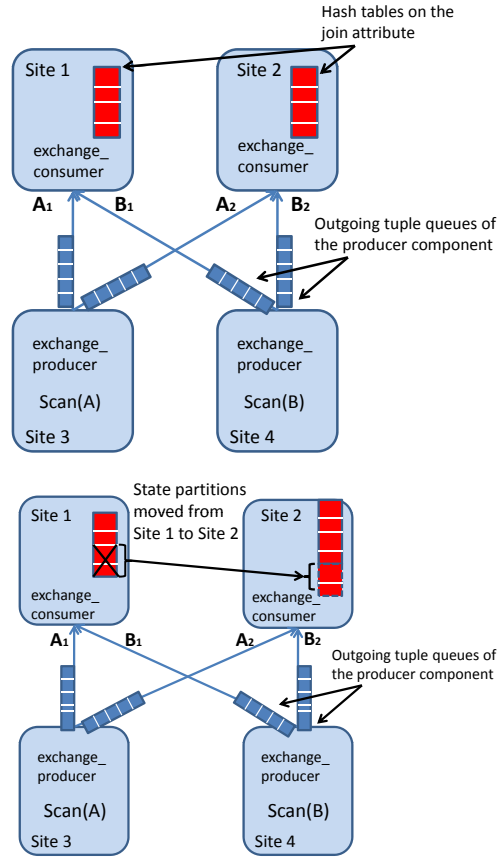 Hash tables on the
join attribute
Site 1
Site 2
exchange_
consumer
exchange_
consumer
A1
B1
A2
B2
Outgoing tuple queues of
the producer component
exchange_
producer
exchange_
producer
Scan(A)
Scan(B)
Site 3
Site 4
State partitions
moved from
Site 1 to Site 2
Site 1
Site 2
exchange_
consumer
exchange_
consumer
A1
B1
A2
B2
Outgoing tuple queues of
the producer component
exchange_
producer
exchange_
producer
Scan(A)
Scan(B)
Site 3
Site 4